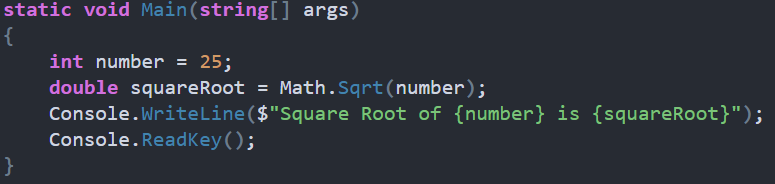 static void Main(string[] args)
{
    int number = 25;
    double squareRoot = Math.Sqrt(number);
    Console.WriteLine($"Square Root of {number} is {squareRoot}");
    Console.ReadKey();
}